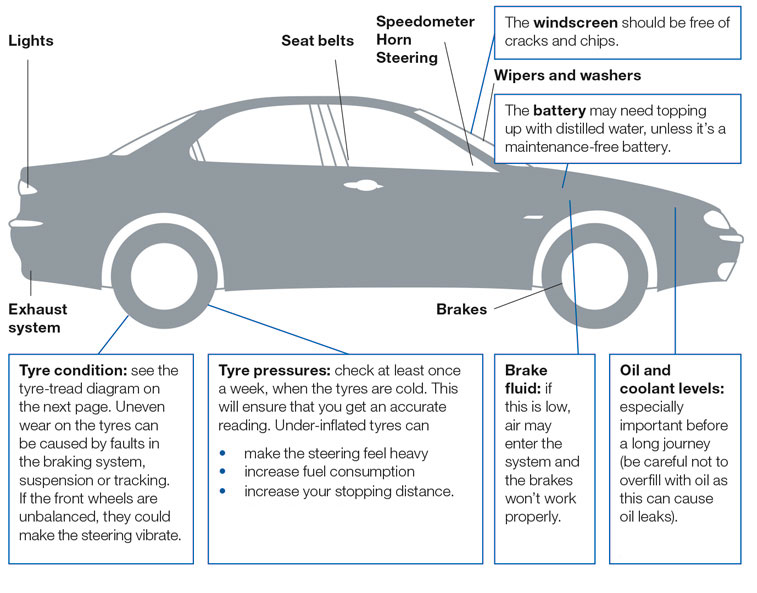 Lights
Seat belts
Speedometer
Horn
Steering
The windscreen should be free of
cracks and chips.
Wipers and washers
The battery may need topping
up with distilled water, unless it's a
maintenance-free battery.
Exhaust
system
Brakes
Tyre condition: see the
tyre-tread diagram on
the next page. Uneven
wear on the tyres can
be caused by faults in
the braking system,
suspension or tracking.
If the front wheels are
unbalanced, they could
make the steering vibrate.
Tyre pressures: check at least once
a week, when the tyres are cold. This
will ensure that you get an accurate
reading. Under-inflated tyres can
• make the steering feel heavy
• increase fuel consumption
• increase your stopping distance.
Brake
fluid: if
this is low,
air may
enter the
system and
the brakes
won't work
properly.
Oil and
coolant levels:
especially
important before
a long journey
(be careful not to
overfill with oil as
this can cause
oil leaks).